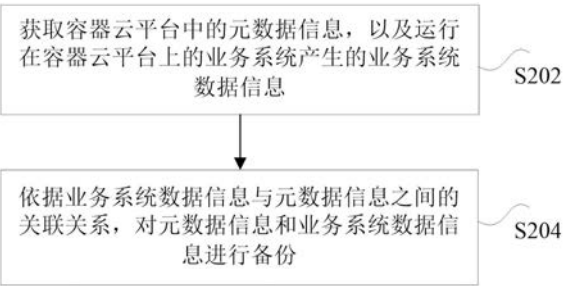 获取容器云平台中的元数据信息，以及运行
在容器云平台上的业务系统产生的业务系统
数据信息
S202
依据业务系统数据信息与元数据信息之间的
关联关系，对元数据信息和业务系统数据信
息进行备份
S204